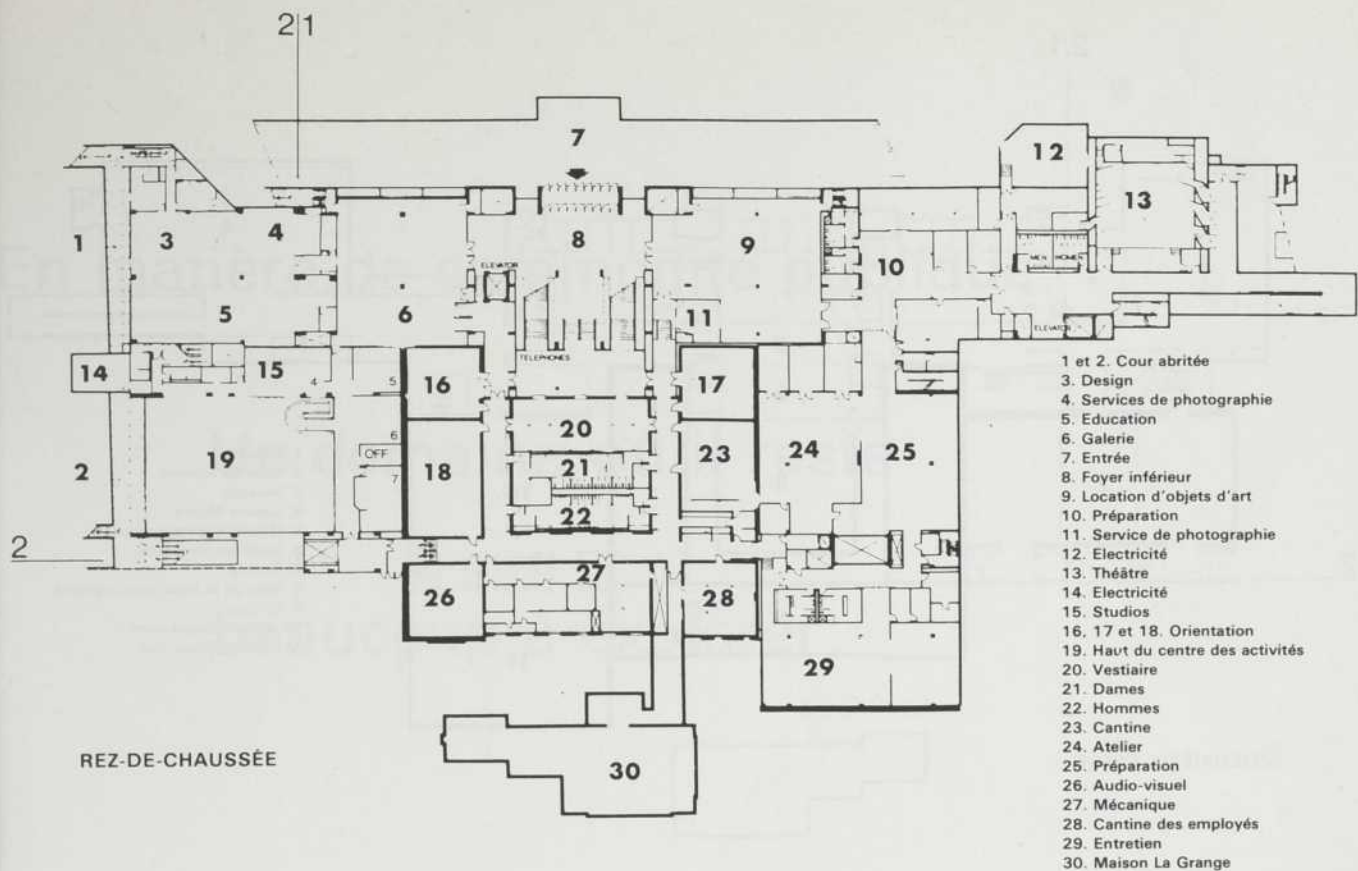 2 1
7
12
13
1
3
4
8
9
ELEVATOR
10
MEN
WOMEN
5
6
11
ELEVATOR
TELEPHONES
14
15
4
5
16
17
20
6
OFF
2
19
7
18
21
23
24
25
22
2
27
26
28
29
30
REZ-DE-CHAUSSÉE
1 et 2. Cour abritée
3. Design
4. Services de photographie
5. Education
6. Galerie
7. Entrée
8. Foyer inférieur
9. Location d'objets d'art
10. Préparation
11. Service de photographie
12. Electricité
13. Théâtre
14. Electricité
15. Studios
16, 17 et 18. Orientation
19. Haut du centre des activités
20. Vestiaire
21. Dames
22. Hommes
23. Cantine
24. Atelier
25. Préparation
26. Audio-visuel
27. Mécanique
28. Cantine des employés
29. Entretien
30. Maison La Grange